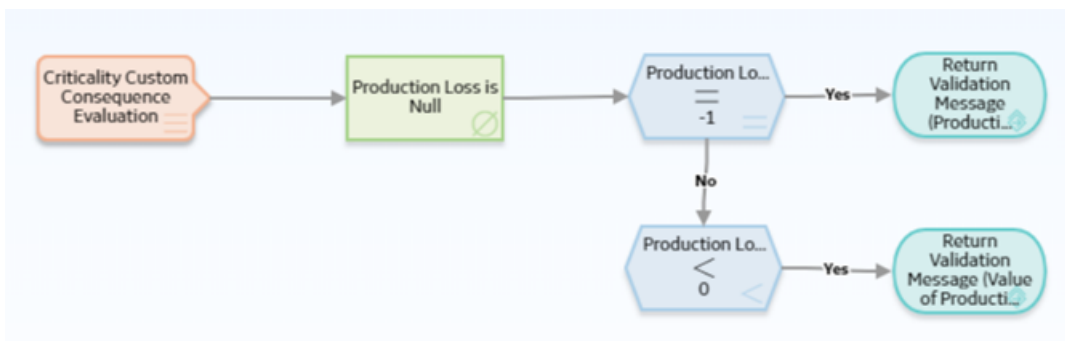 Criticality Custom
Consequence
Evaluation
Production Loss is
Null
Production Lo...
=
-1
Yes
Return
Validation
Message
(Producti...
No
Production Lo...
<
0
Yes
Return
Validation
Message (Value
of Producti...